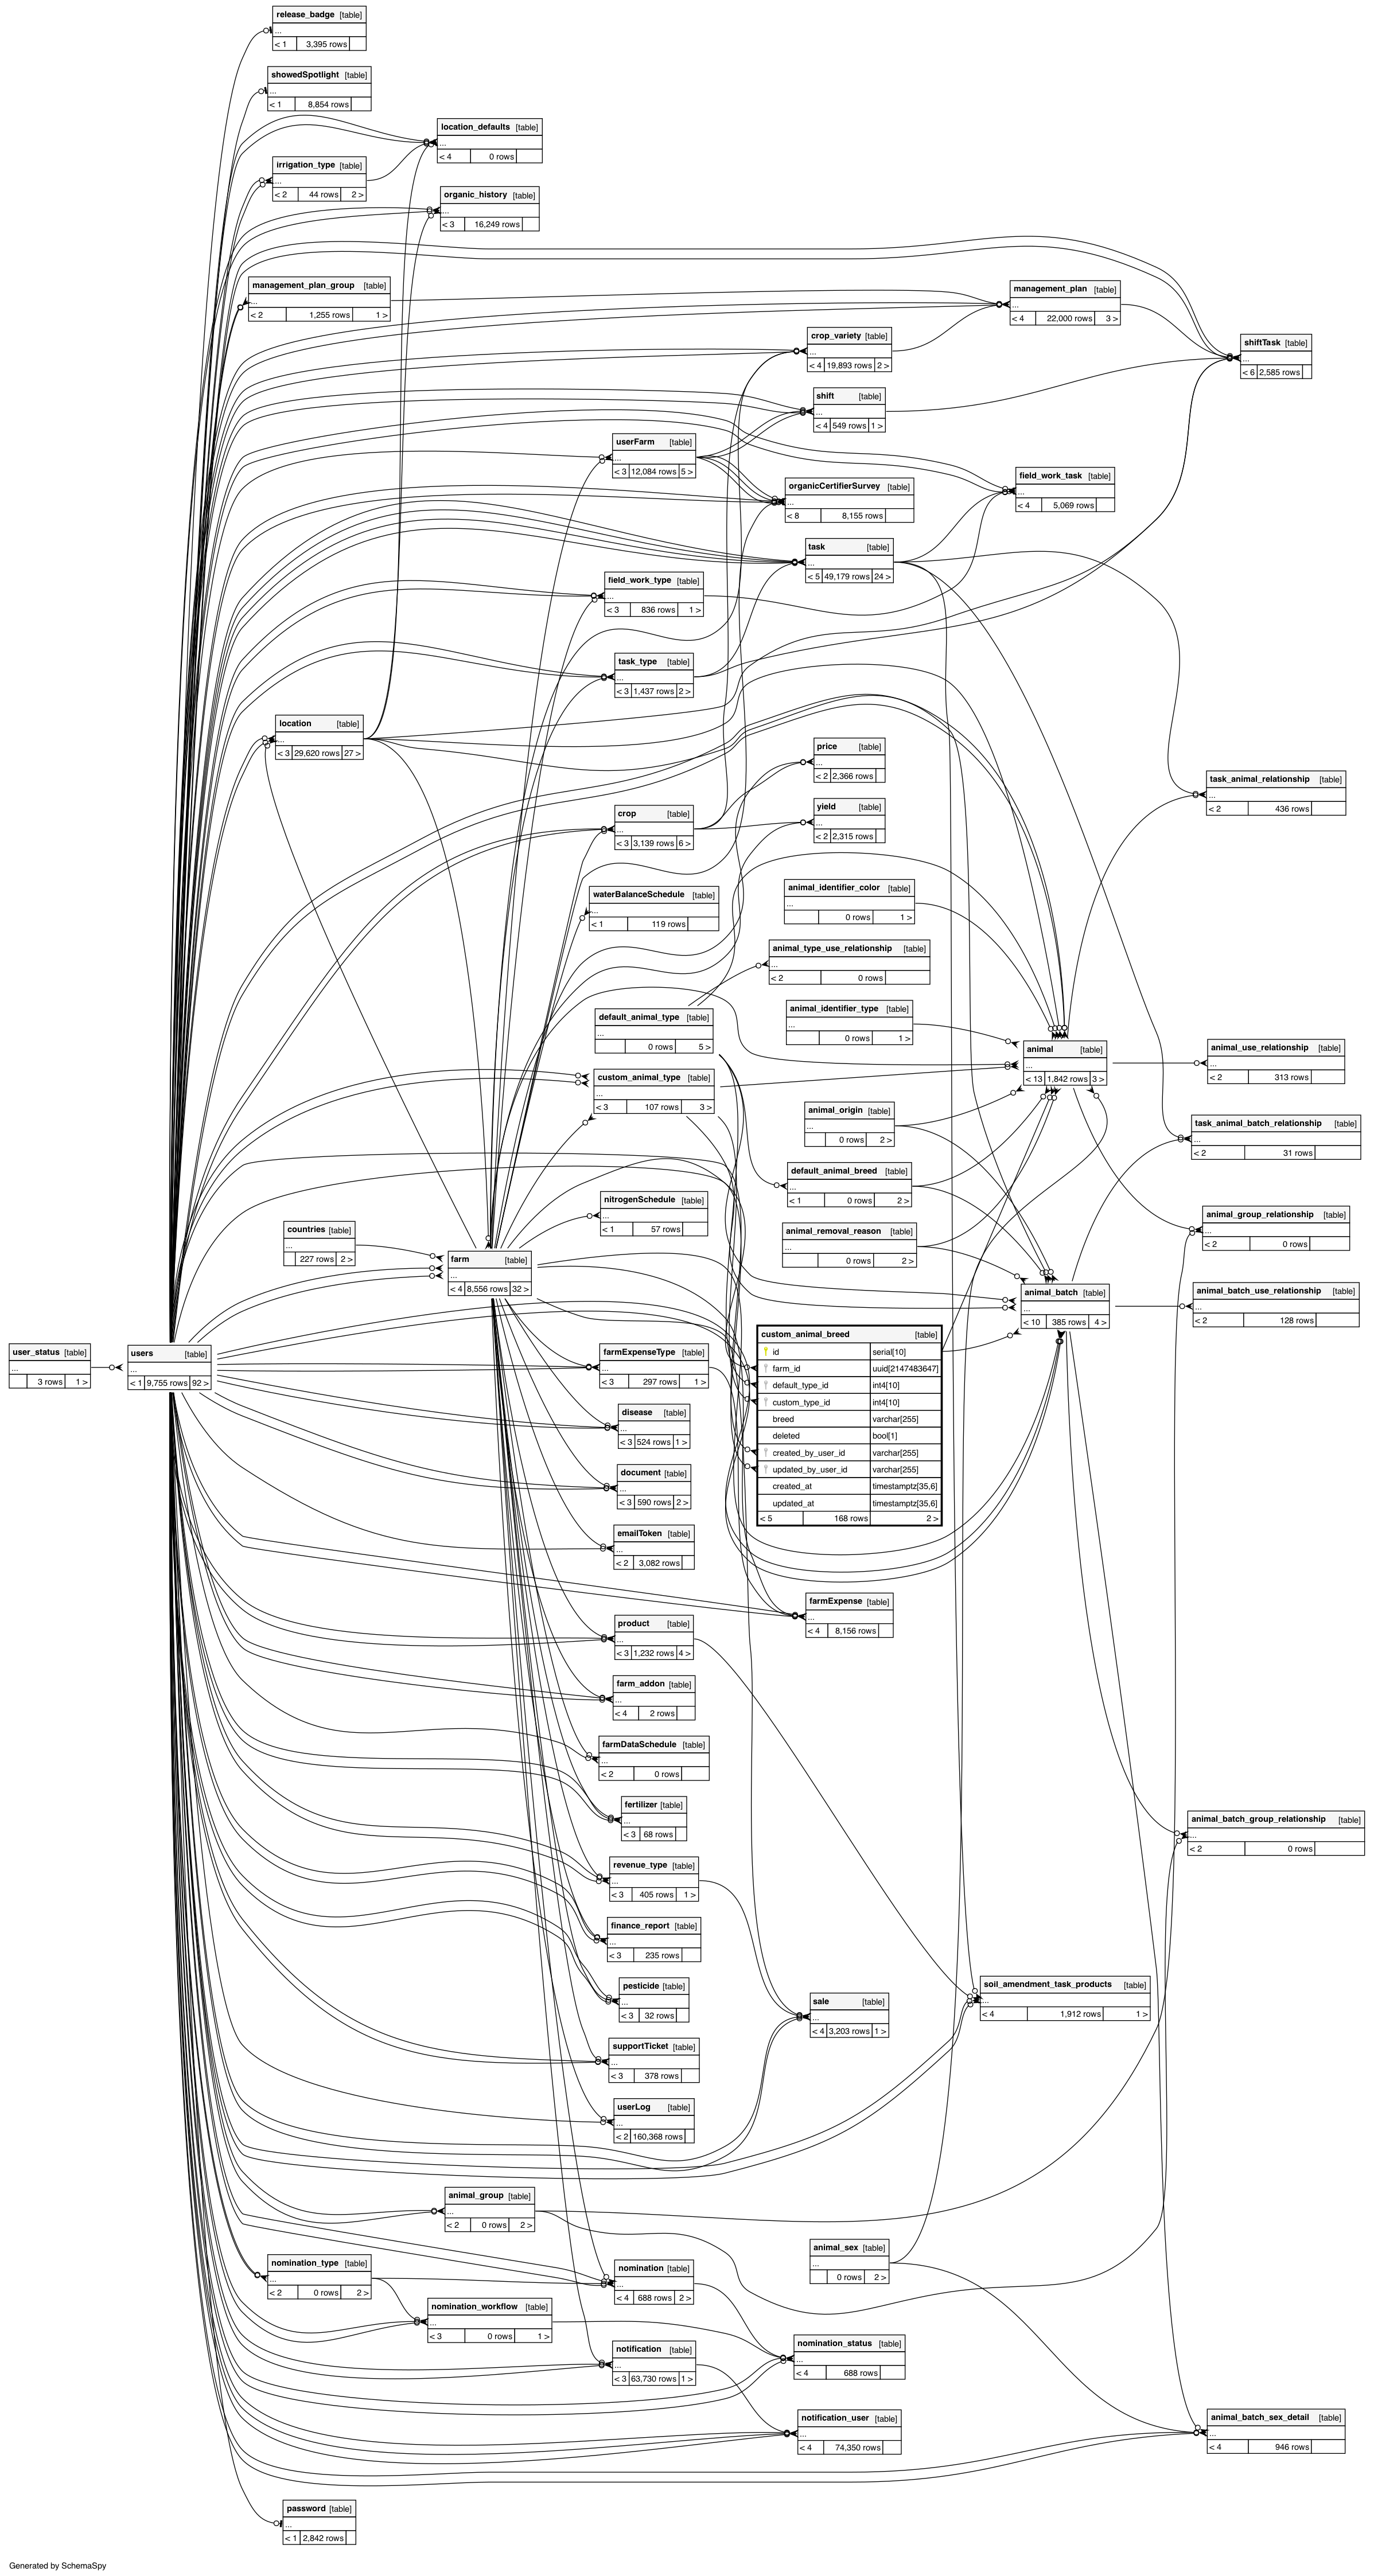 release_badge [table]
...
< 1 3,395 rows
showedSpotlight [table]
...
< 1 8,854 rows
location_defaults [table]
...
< 4 0 rows
irrigation_type [table]
...
< 2 44 rows 2 >
organic_history [table]
...
< 3 16,249 rows
management_plan_group [table]
...
< 2 1,255 rows 1 >
management_plan [table]
...
< 4 22,000 rows 3 >
crop_variety [table]
...
< 4 19,893 rows 2 >
shiftTask [table]
...
< 6 2,585 rows
shift [table]
...
< 4 549 rows 1 >
userFarm [table]
...
< 3 12,084 rows 5 >
field_work_task [table]
...
< 4 5,069 rows
organicCertifierSurvey [table]
...
< 8 8,155 rows
task [table]
...
< 5 49,179 rows 24 >
field_work_type [table]
...
< 3 836 rows 1 >
task_type [table]
...
< 3 1,437 rows 2 >
location [table]
...
< 3 29,620 rows 27 >
price [table]
...
< 2 2,366 rows
task_animal_relationship [table]
...
< 2 436 rows
yield [table]
...
< 2 2,315 rows
crop [table]
...
< 3 3,139 rows 6 >
animal_identifier_color [table]
...
0 rows 1 >
waterBalanceSchedule [table]
...
< 1 119 rows
animal_type_use_relationship [table]
...
< 2 0 rows
animal_identifier_type [table]
...
0 rows 1 >
default_animal_type [table]
...
0 rows 5 >
animal [table]
...
< 13 1,842 rows 3 >
animal_use_relationship [table]
...
< 2 313 rows
custom_animal_type [table]
...
< 3 107 rows 3 >
animal_origin [table]
...
0 rows 2 >
task_animal_batch_relationship [table]
...
< 2 31 rows
default_animal_breed [table]
...
< 1 0 rows 2 >
nitrogenSchedule [table]
...
< 1 57 rows
animal_group_relationship [table]
...
< 2 0 rows
countries [table]
...
227 rows 2 >
animal_removal_reason [table]
...
0 rows 2 >
farm [table]
...
< 4 8,556 rows 32 >
animal_batch [table]
...
< 10 385 rows 4 >
animal_batch_use_relationship [table]
...
< 2 128 rows
user_status [table]
...
3 rows 1 >
users [table]
...
< 1 9,755 rows 92 >
custom_animal_breed [table]
id serial[10]
farm_id uuid[2147483647]
default_type_id int4[10]
custom_type_id int4[10]
breed varchar[255]
deleted bool[1]
created_by_user_id varchar[255]
updated_by_user_id varchar[255]
created_at timestamptz[35,6]
updated_at timestamptz[35,6]
< 5 168 rows 2 >
farmExpenseType [table]
...
< 3 297 rows 1 >
disease [table]
...
< 3 524 rows 1 >
document [table]
...
< 3 590 rows 2 >
emailToken [table]
...
< 2 3,082 rows
farmExpense [table]
...
< 4 8,156 rows
product [table]
...
< 3 1,232 rows 4 >
farm_addon [table]
...
< 4 2 rows
farmDataSchedule [table]
...
< 2 0 rows
fertilizer [table]
...
< 3 68 rows
animal_batch_group_relationship [table]
...
< 2 0 rows
revenue_type [table]
...
< 3 405 rows 1 >
finance_report [table]
...
< 3 235 rows
pesticide [table]
...
< 3 32 rows
soil_amendment_task_products [table]
...
< 4 1,912 rows 1 >
sale [table]
...
< 4 3,203 rows 1 >
supportTicket [table]
...
< 3 378 rows
userLog [table]
...
< 2 160,368 rows
animal_group [table]
...
< 2 0 rows 2 >
animal_sex [table]
...
0 rows 2 >
nomination_type [table]
...
< 2 0 rows 2 >
nomination [table]
...
< 4 688 rows 2 >
nomination_workflow [table]
...
< 3 0 rows 1 >
nomination_status [table]
...
< 4 688 rows
notification [table]
...
< 3 63,730 rows 1 >
notification_user [table]
...
< 4 74,350 rows
animal_batch_sex_detail [table]
...
< 4 946 rows
password [table]
...
< 1 2,842 rows
Generated by SchemaSpy